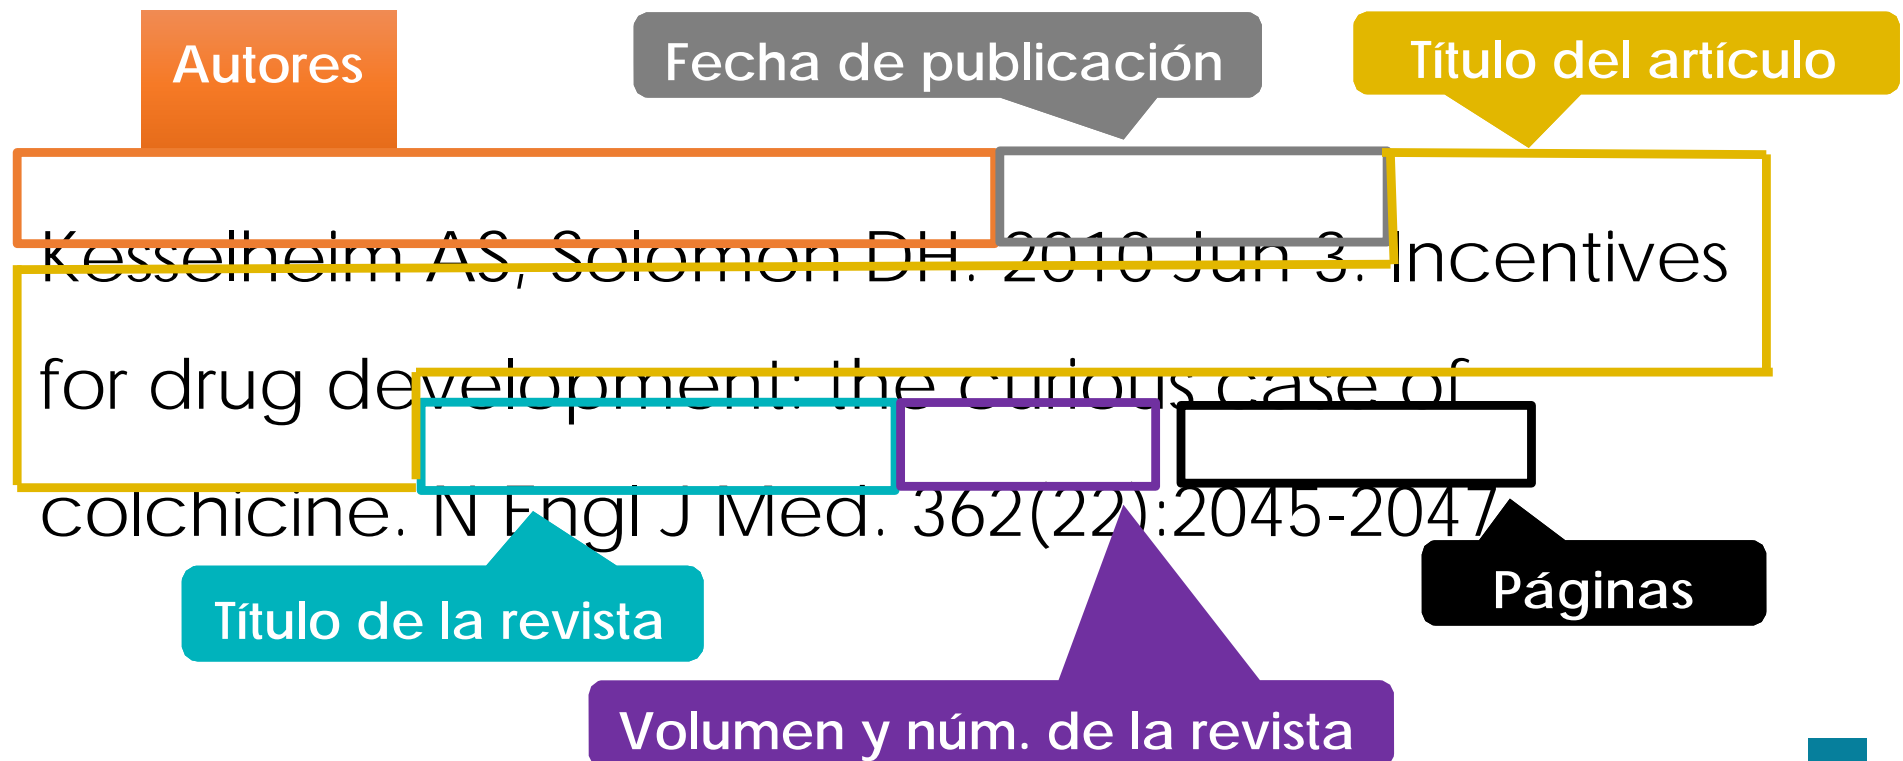 Autores
Fecha de publicación
Título del artículo
Kesselheim AS, Solomon DH. 2010 Jun 3. Incentives
for drug development: the curious case of
colchicine. N Engl J Med. 362(22):2045-2047.
Título de la revista
Páginas
Volumen y núm. de la revista